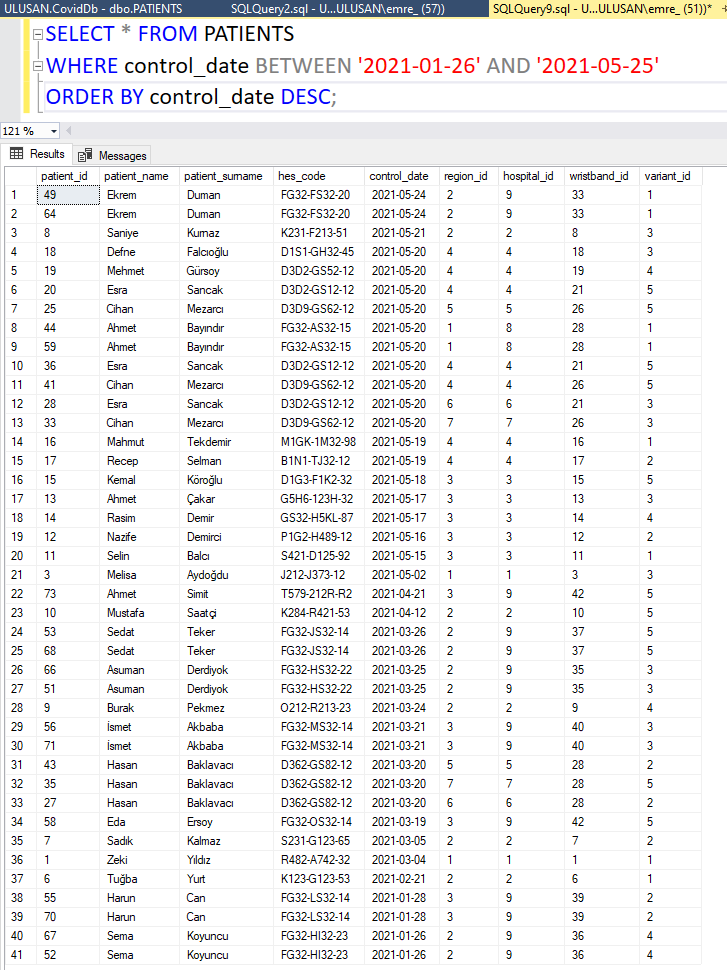 ULUSAN.CovidDb - dbo.PATIENTS SQLQuery2.sql - U...ULUSAN\emre_ (57)) SQLQuery9.sql - U...ULUSAN\emre_ (51))*
SELECT * FROM PATIENTS
WHERE control_date BETWEEN '2021-01-26' AND '2021-05-25'
ORDER BY control_date DESC;
121 %
Results Messages
patient_id patient_name patient_surname hes_code control_date region_id hospital_id wristband_id variant_id
1 49 Ekrem Duman FG32-FS32-20 2021-05-24 2 9 33 1
2 64 Ekrem Duman FG32-FS32-20 2021-05-24 2 9 33 1
3 8 Saniye Kurnaz K231-F213-51 2021-05-21 2 2 8 3
4 18 Defne Falcıoğlu D1S1-GH32-45 2021-05-20 4 4 18 3
5 19 Mehmet Gürsoy D3D2-GS52-12 2021-05-20 4 4 19 4
6 20 Esra Sancak D3D2-GS12-12 2021-05-20 4 4 21 5
7 25 Cihan Mezarcı D3D9-GS62-12 2021-05-20 5 5 26 5
8 44 Ahmet Bayındır FG32-AS32-15 2021-05-20 1 8 28 1
9 59 Ahmet Bayındır FG32-AS32-15 2021-05-20 1 8 28 1
10 36 Esra Sancak D3D2-GS12-12 2021-05-20 4 4 21 5
11 41 Cihan Mezarcı D3D9-GS62-12 2021-05-20 4 4 26 5
12 28 Esra Sancak D3D2-GS12-12 2021-05-20 6 6 21 3
13 33 Cihan Mezarcı D3D9-GS62-12 2021-05-20 7 7 26 3
14 16 Mahmut Tekdemir M1GK-1M32-98 2021-05-19 4 4 16 1
15 17 Recep Selman B1N1-TJ32-12 2021-05-19 4 4 17 2
16 15 Kemal Köroğlu D1G3-F1K2-32 2021-05-18 3 3 15 5
17 13 Ahmet Çakar G5H6-123H-32 2021-05-17 3 3 13 3
18 14 Rasim Demir GS32-H5KL-87 2021-05-17 3 3 14 4
19 12 Nazife Demirci P1G2-H489-12 2021-05-16 3 3 12 2
20 11 Selin Balcı S421-D125-92 2021-05-15 3 3 11 1
21 3 Melisa Aydoğdu J212-J373-12 2021-05-02 1 1 3 3
22 73 Ahmet Simit T579-212R-R2 2021-04-21 3 9 42 5
23 10 Mustafa Saatçi K284-R421-53 2021-04-12 2 2 10 5
24 53 Sedat Teker FG32-JS32-14 2021-03-26 2 9 37 5
25 68 Sedat Teker FG32-JS32-14 2021-03-26 2 9 37 5
26 66 Asuman Derdiyok FG32-HS32-22 2021-03-25 2 9 35 3
27 51 Asuman Derdiyok FG32-HS32-22 2021-03-25 2 9 35 3
28 9 Burak Pekmez O212-R213-23 2021-03-24 2 2 9 4
29 56 İsmet Akbaba FG32-MS32-14 2021-03-21 3 9 40 3
30 71 İsmet Akbaba FG32-MS32-14 2021-03-21 3 9 40 3
31 43 Hasan Baklavacı D362-GS82-12 2021-03-20 5 5 28 2
32 35 Hasan Baklavacı D362-GS82-12 2021-03-20 7 7 28 5
33 27 Hasan Baklavacı D362-GS82-12 2021-03-20 6 6 28 2
34 58 Eda Ersoy FG32-OS32-14 2021-03-19 3 9 42 5
35 7 Sadık Kalmaz S231-G123-65 2021-03-05 2 2 7 2
36 1 Zeki Yıldız R482-A742-32 2021-03-04 1 1 1 1
37 6 Tuğba Yurt K123-G123-53 2021-02-21 2 2 6 1
38 55 Harun Can FG32-LS32-14 2021-01-28 3 9 39 2
39 70 Harun Can FG32-LS32-14 2021-01-28 3 9 39 2
40 67 Sema Koyuncu FG32-HI32-23 2021-01-26 2 9 36 4
41 52 Sema Koyuncu FG32-HI32-23 2021-01-26 2 9 36 4